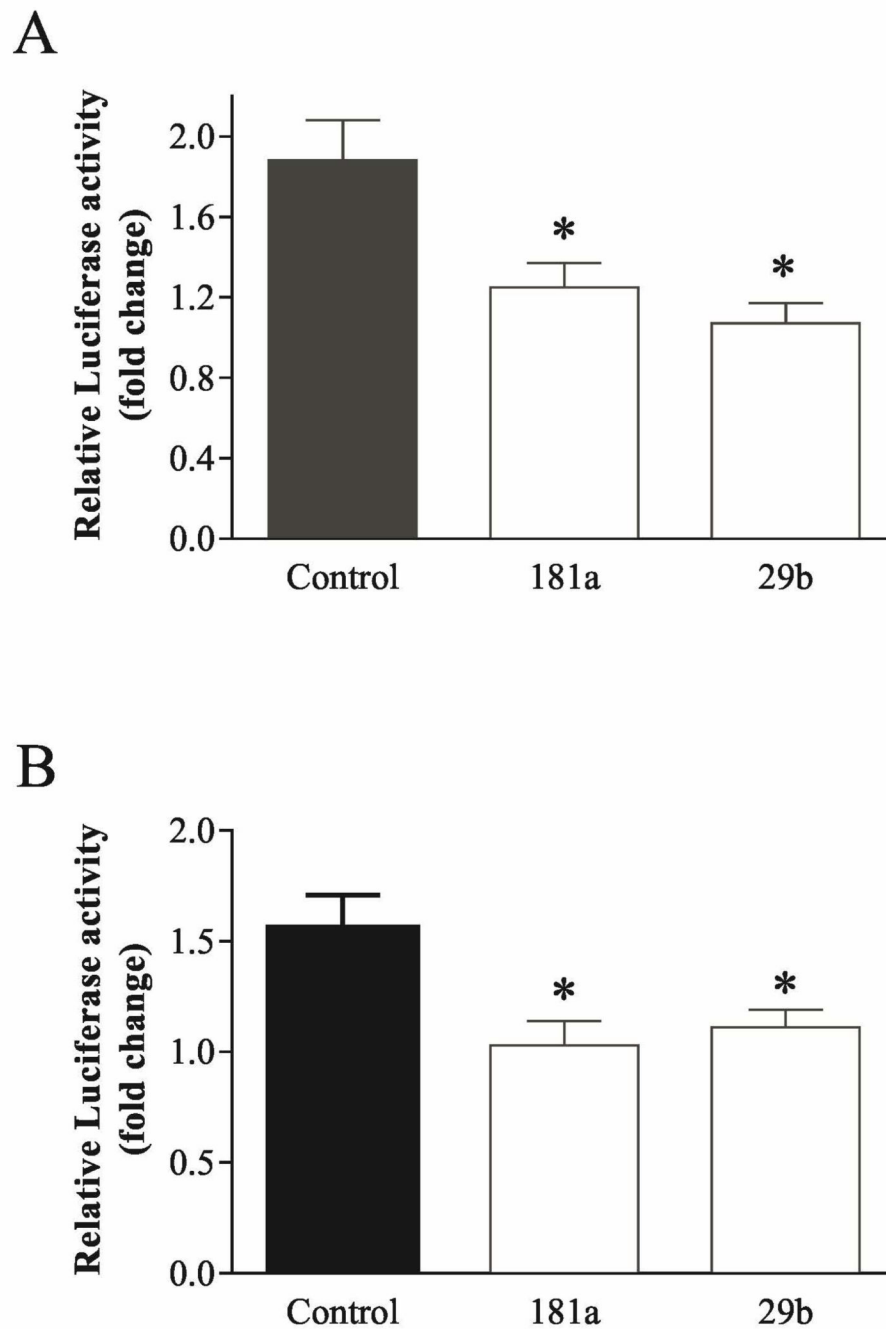 A
Relative Luciferase activity
(fold change)
2.0
1.6
1.2
0.8
0.4
0.0
*
*
Control
181a
29b
B
Relative Luciferase activity
(fold change)
2.0
1.5
1.0
0.5
0.0
*
*
Control
181a
29b